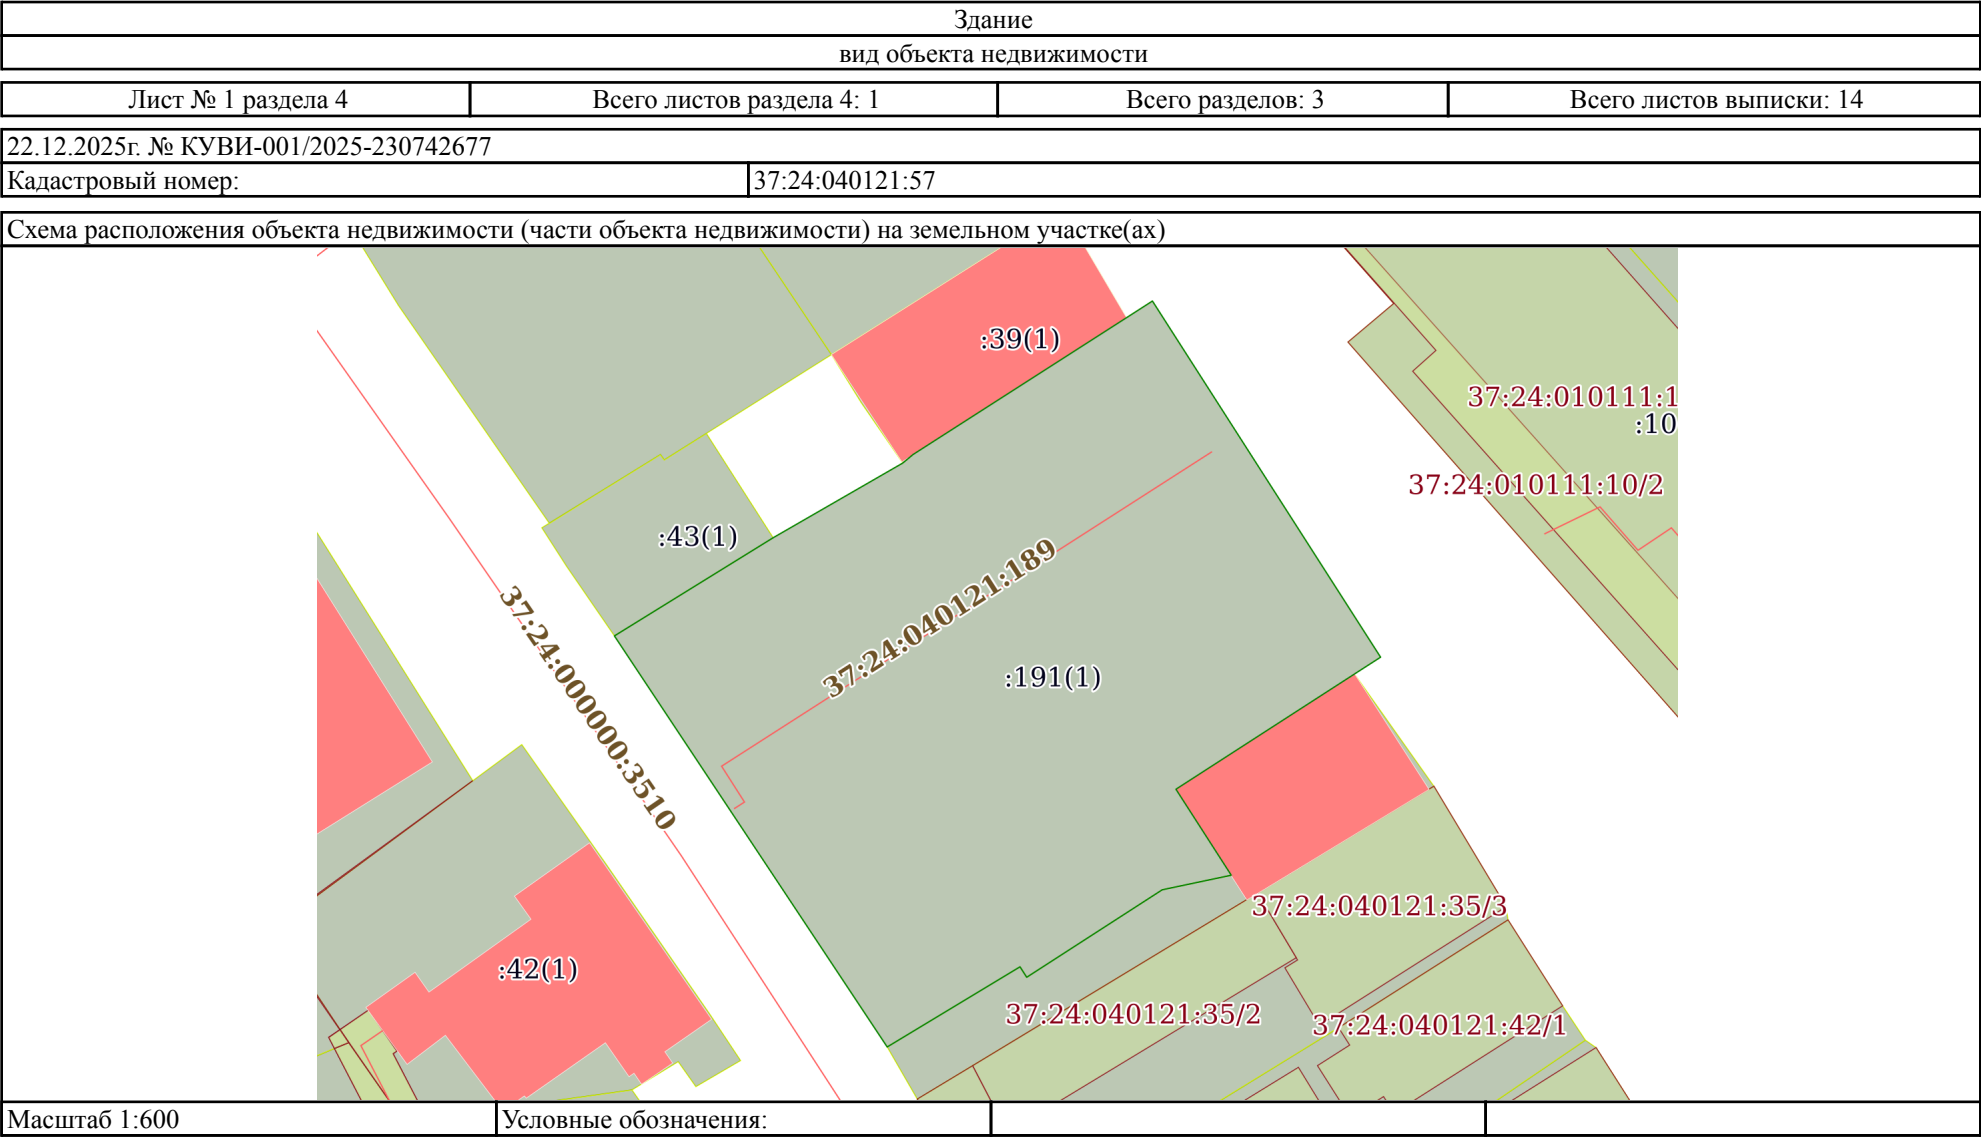 Здание
вид объекта недвижимости
Лист № 1 раздела 4 Всего листов раздела 4: 1 Всего разделов: 3 Всего листов выписки: 14
22.12.2025г. № КУВИ-001/2025-230742677
Кадастровый номер: 37:24:040121:57
Схема расположения объекта недвижимости (части объекта недвижимости) на земельном участке(ах)
:39(1)
37:24:010111:1
:10
37:24:010111:10/2
:43(1)
37:24:040121:189
37:24:000000:3510
:191(1)
37:24:040121:35/3
:42(1)
37:24:040121:35/2
37:24:040121:42/1
Масштаб 1:600 Условные обозначения: